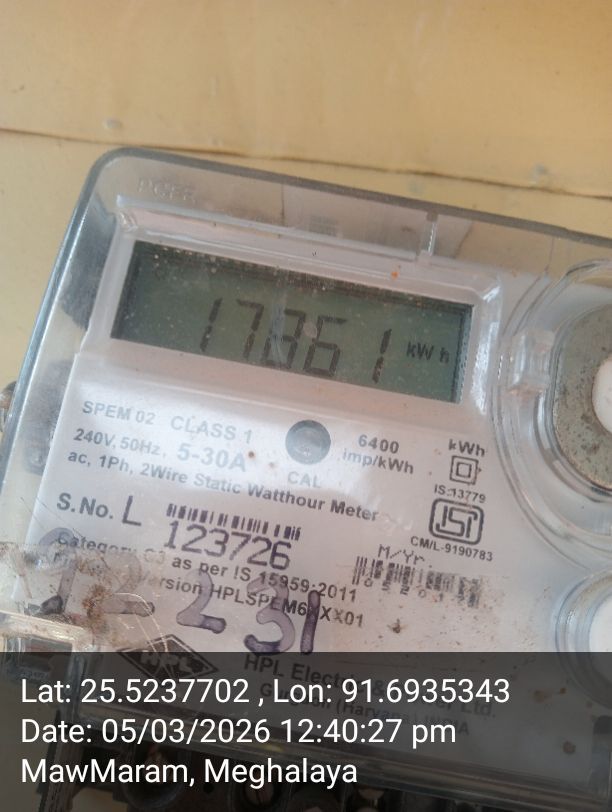 17861 kWh
SPEM 02 CLASS 1
240V, 50Hz, 5-30A
ac, 1Ph, 2Wire Static Watthour Meter
CAL
6400
imp/kWh
kWh
IS:13779
ISI
CM/L-9190783
S.No. L 123726
as per IS 15959:2011
M/Yr
HPL
Lat: 25.5237702 , Lon: 91.6935343
Date: 05/03/2026 12:40:27 pm
MawMaram, Meghalaya